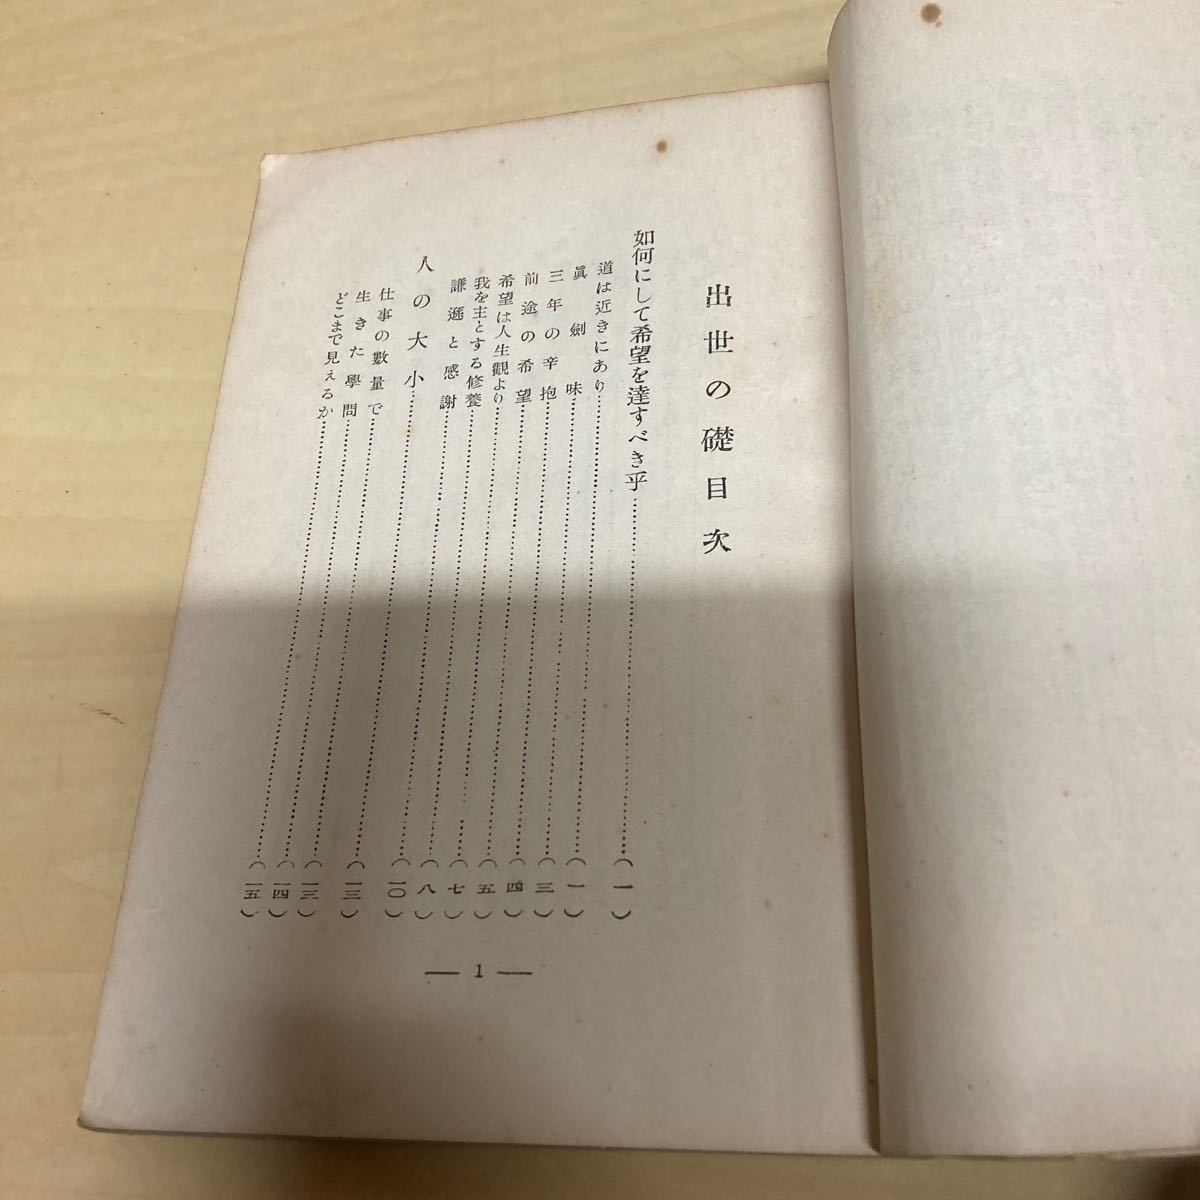 出世の礎目次
如何にして希望を達すべき乎……(一)
道は近きにあり……(一)
眞劍味……(三)
三年の辛抱……(四)
前途の希望……(五)
希望は人生觀より……(七)
我を主とする修養……(八)
謙遜と感謝……(一〇)
人の大小……(一三)
仕事の數量で……(一三)
生きた學問……(一四)
どこまで見えるか……(一五)
— 1 —